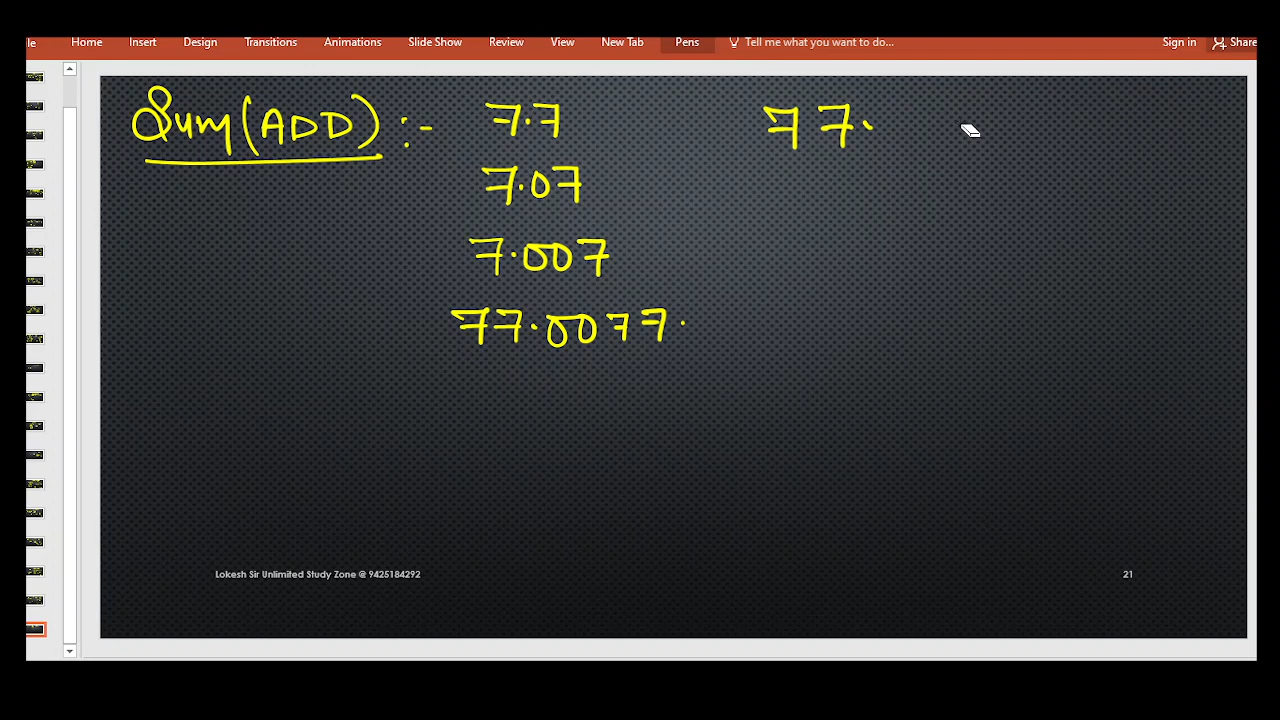 le Home Insert Design Transitions Animations Slide Show Review View New Tab Pens Tell me what you want to do... Sign in Share
Sum(ADD) :- 7.7 77.
7.07
7.007
77.0077.
Lokesh Sir Unlimited Study Zone @ 9425184292 21